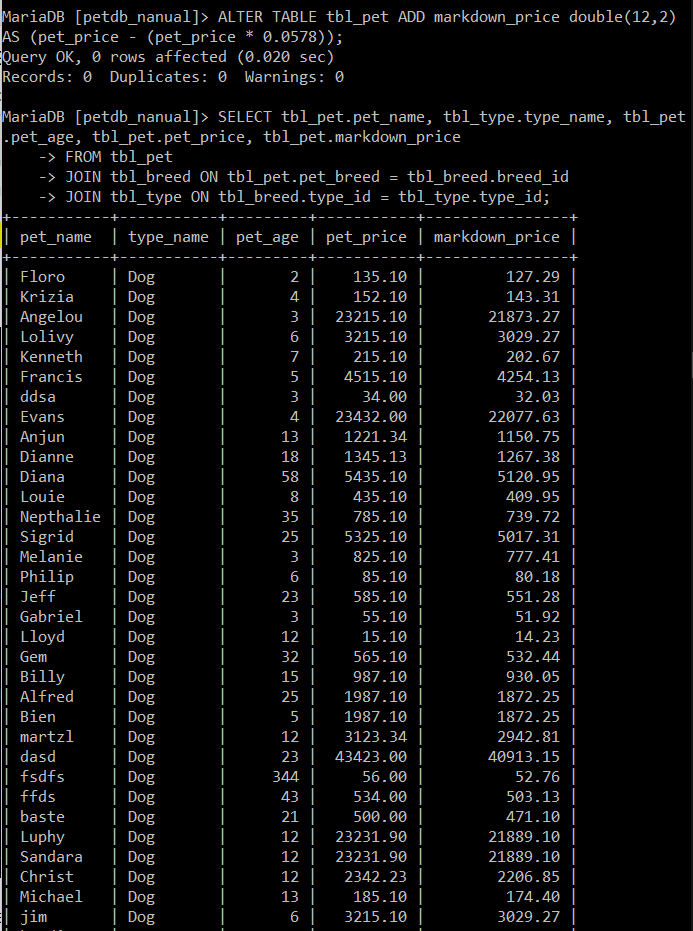 MariaDB [petdb_nanual]> ALTER TABLE tbl_pet ADD markdown_price double(12,2)
AS (pet_price - (pet_price * 0.0578));
Query OK, 0 rows affected (0.020 sec)
Records: 0  Duplicates: 0  Warnings: 0
MariaDB [petdb_nanual]> SELECT tbl_pet.pet_name, tbl_type.type_name, tbl_pet
.pet_age, tbl_pet.pet_price, tbl_pet.markdown_price
    -> FROM tbl_pet
    -> JOIN tbl_breed ON tbl_pet.pet_breed = tbl_breed.breed_id
    -> JOIN tbl_type ON tbl_breed.type_id = tbl_type.type_id;
+-----------+-----------+---------+-----------+----------------+
| pet_name  | type_name | pet_age | pet_price | markdown_price |
+-----------+-----------+---------+-----------+----------------+
| Floro     | Dog       |       2 |    135.10 |         127.29 |
| Krizia    | Dog       |       4 |    152.10 |         143.31 |
| Angelou   | Dog       |       3 |  23215.10 |       21873.27 |
| Lolivy    | Dog       |       6 |   3215.10 |        3029.27 |
| Kenneth   | Dog       |       7 |    215.10 |         202.67 |
| Francis   | Dog       |       5 |   4515.10 |        4254.13 |
| ddsa      | Dog       |       3 |     34.00 |          32.03 |
| Evans     | Dog       |       4 |  23432.00 |       22077.63 |
| Anjun     | Dog       |      13 |   1221.34 |        1150.75 |
| Dianne    | Dog       |      18 |   1345.13 |        1267.38 |
| Diana     | Dog       |      58 |   5435.10 |        5120.95 |
| Louie     | Dog       |       8 |    435.10 |         409.95 |
| Nepthalie | Dog       |      35 |    785.10 |         739.72 |
| Sigrid    | Dog       |      25 |   5325.10 |        5017.31 |
| Melanie   | Dog       |       3 |    825.10 |         777.41 |
| Philip    | Dog       |       6 |     85.10 |          80.18 |
| Jeff      | Dog       |      23 |    585.10 |         551.28 |
| Gabriel   | Dog       |       3 |     55.10 |          51.92 |
| Lloyd     | Dog       |      12 |     15.10 |          14.23 |
| Gem       | Dog       |      32 |    565.10 |         532.44 |
| Billy     | Dog       |      15 |    987.10 |         930.05 |
| Alfred    | Dog       |      25 |   1987.10 |        1872.25 |
| Bien      | Dog       |       5 |   1987.10 |        1872.25 |
| martzl    | Dog       |      12 |   3123.34 |        2942.81 |
| dasd      | Dog       |      23 |  43423.00 |       40913.15 |
| fsdfs     | Dog       |     344 |     56.00 |          52.76 |
| ffds      | Dog       |      43 |    534.00 |         503.13 |
| baste     | Dog       |      21 |    500.00 |         471.10 |
| Luphy     | Dog       |      12 |  23231.90 |       21889.10 |
| Sandara   | Dog       |      12 |  23231.90 |       21889.10 |
| Christ    | Dog       |      12 |   2342.23 |        2206.85 |
| Michael   | Dog       |      13 |    185.10 |         174.40 |
| jim       | Dog       |       6 |   3215.10 |        3029.27 |